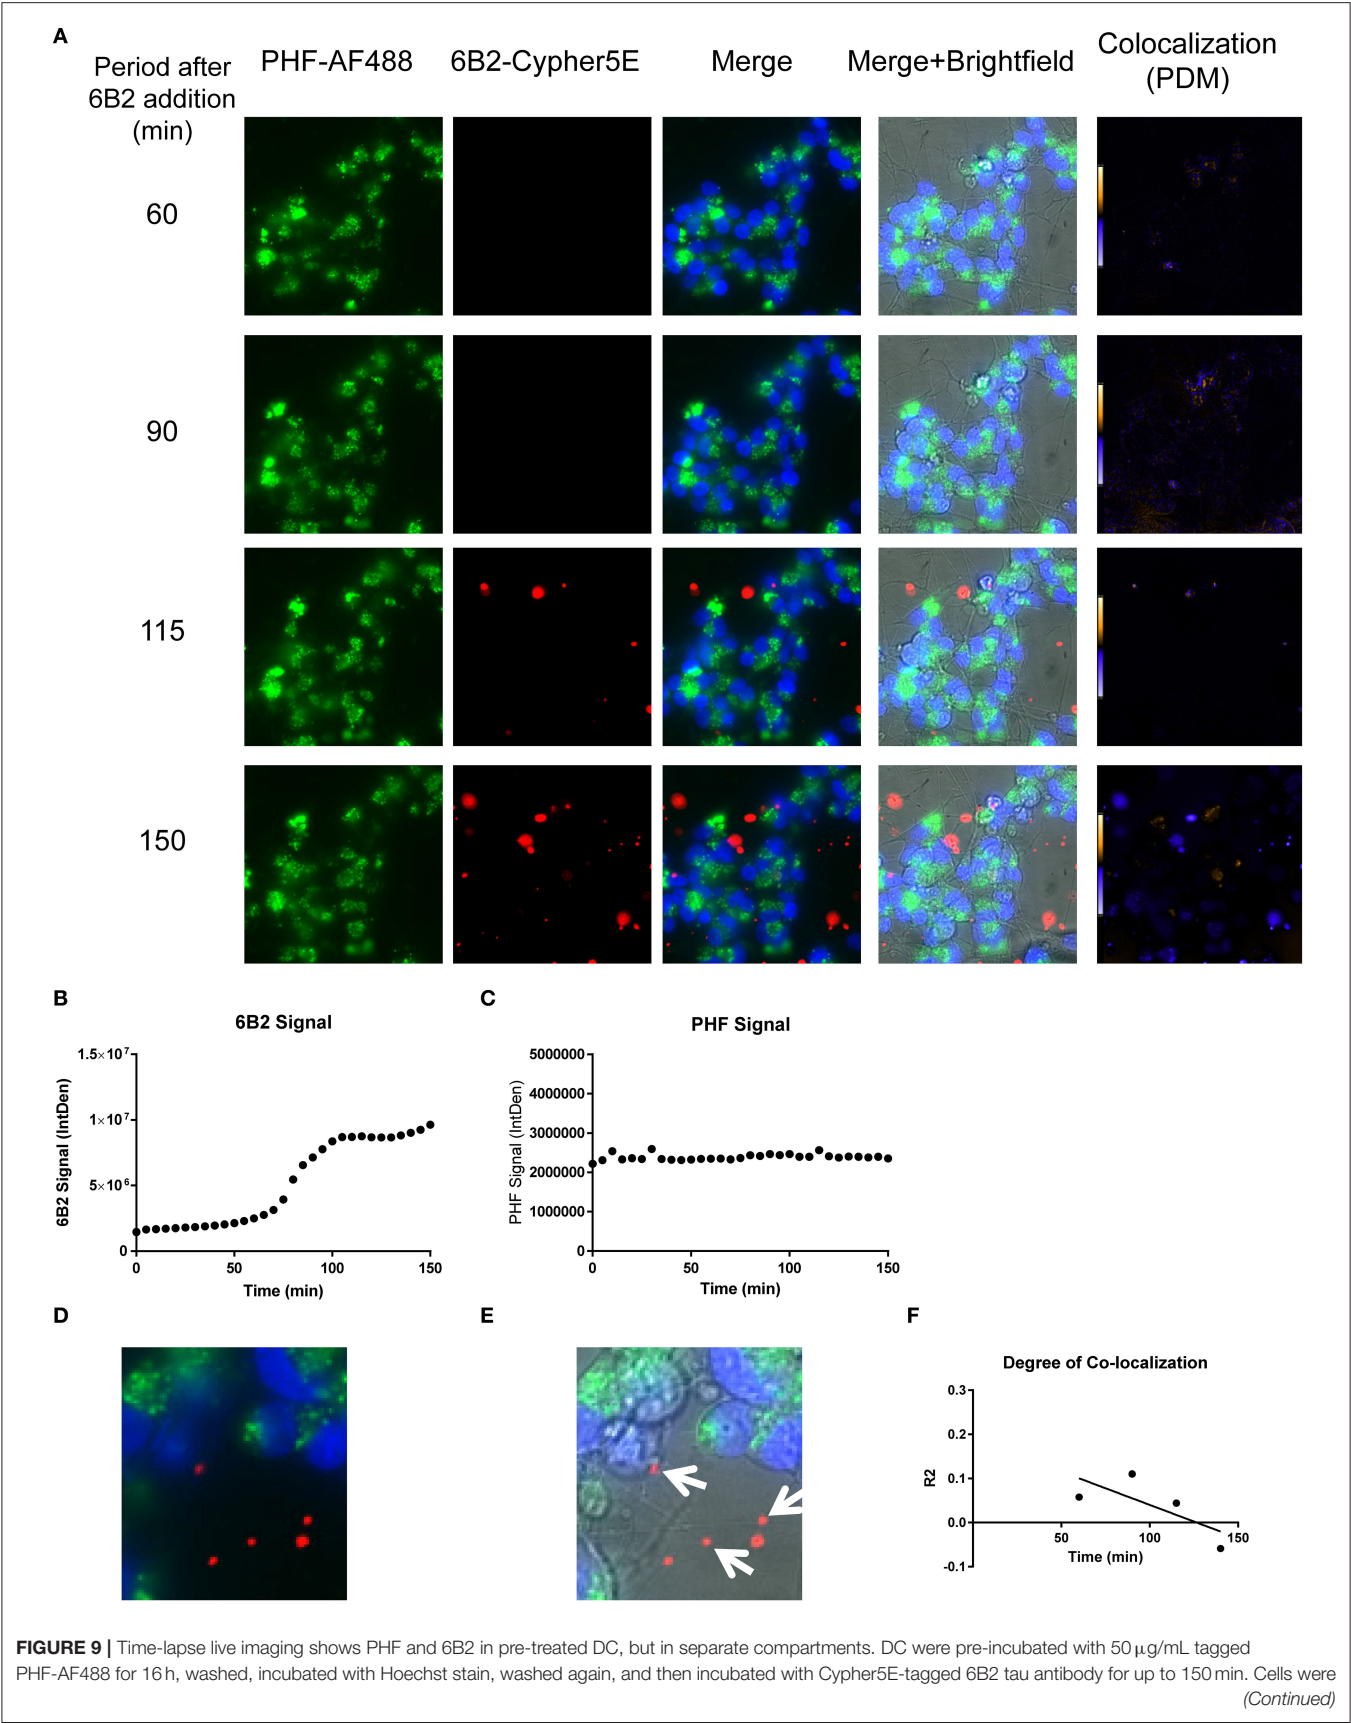 A
Period after
6B2 addition
(min)
PHF-AF488
6B2-Cypher5E
Merge
Merge+Brightfield
Colocalization
(PDM)
60
90
115
150
B
6B2 Signal
6B2 Signal (IntDen)
1.5×10⁷
1×10⁷
5×10⁶
0
0 50 100 150
Time (min)
C
PHF Signal
PHF Signal (IntDen)
5000000
4000000
3000000
2000000
1000000
0
0 50 100 150
Time (min)
D
E
F
Degree of Co-localization
R2
0.3
0.2
0.1
0.0
-0.1
50 100 150
Time (min)
FIGURE 9 | Time-lapse live imaging shows PHF and 6B2 in pre-treated DC, but in separate compartments. DC were pre-incubated with 50 μg/mL tagged
PHF-AF488 for 16 h, washed, incubated with Hoechst stain, washed again, and then incubated with Cypher5E-tagged 6B2 tau antibody for up to 150 min. Cells were
(Continued)